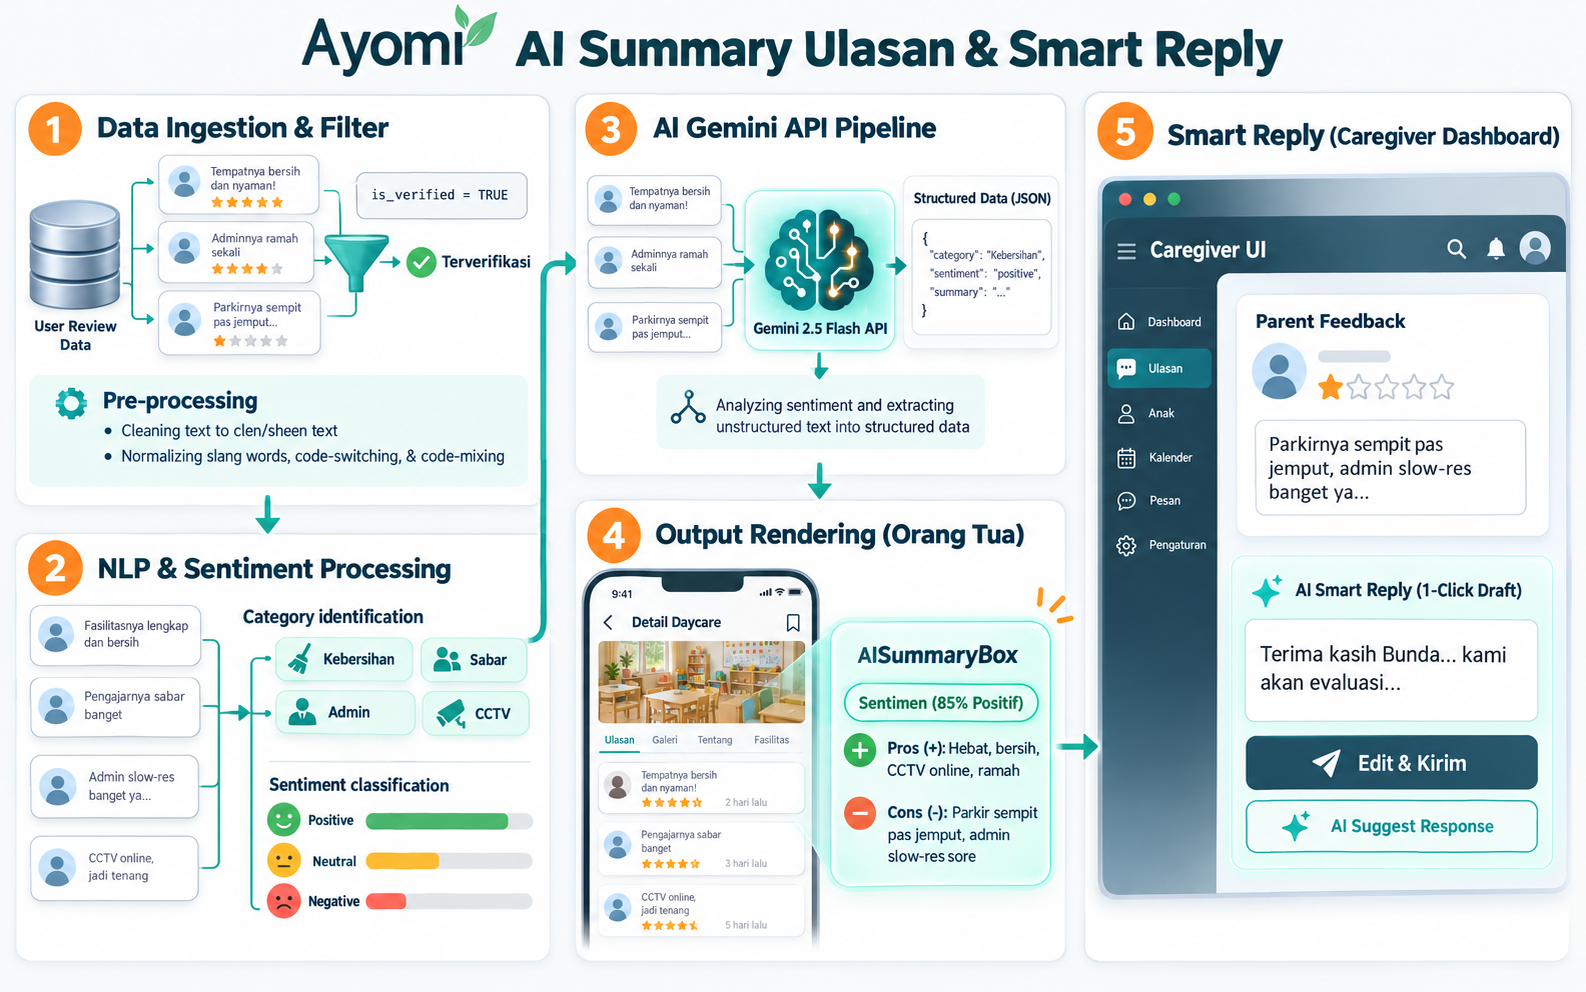 Ayomi AI Summary Ulasan & Smart Reply
1 Data Ingestion & Filter
Tempatnya bersih
dan nyaman!
is_verified = TRUE
Adminnya ramah
sekali
Terverifikasi
Parkirnya sempit
pas jemput...
User Review
Data
Pre-processing
• Cleaning text to clen/sheen text
• Normalizing slang words, code-switching, & code-mixing
2 NLP & Sentiment Processing
Fasilitasnya lengkap
dan bersih
Pengajarnya sabar
banget
Admin slow-res
banget ya...
CCTV online,
jadi tenang
Category identification
Kebersihan
Sabar
Admin
CCTV
Sentiment classification
Positive
Neutral
Negative
3 AI Gemini API Pipeline
Tempatnya bersih
dan nyaman!
Adminnya ramah
sekali
Parkirnya sempit
pas jemput...
Gemini 2.5 Flash API
Structured Data (JSON)
{
"category": "Kebersihan",
"sentiment": "positive",
"summary": "..."
}
Analyzing sentiment and extracting
unstructured text into structured data
4 Output Rendering (Orang Tua)
9:41
Detail Daycare
Ulasan Galeri Tentang Fasilitas
Tempatnya bersih
dan nyaman!
2 hari lalu
Pengajarnya sabar
banget
3 hari lalu
CCTV online,
jadi tenang
5 hari lalu
AISummaryBox
Sentimen (85% Positif)
Pros (+): Hebat, bersih,
CCTV online, ramah
Cons (-): Parkir sempit
pas jemput, admin
slow-res sore
5 Smart Reply (Caregiver Dashboard)
Caregiver UI
Dashboard
Ulasan
Anak
Kalender
Pesan
Pengaturan
Parent Feedback
Parkirnya sempit pas
jemput, admin slow-res
banget ya...
AI Smart Reply (1-Click Draft)
Terima kasih Bunda... kami
akan evaluasi...
Edit & Kirim
AI Suggest Response